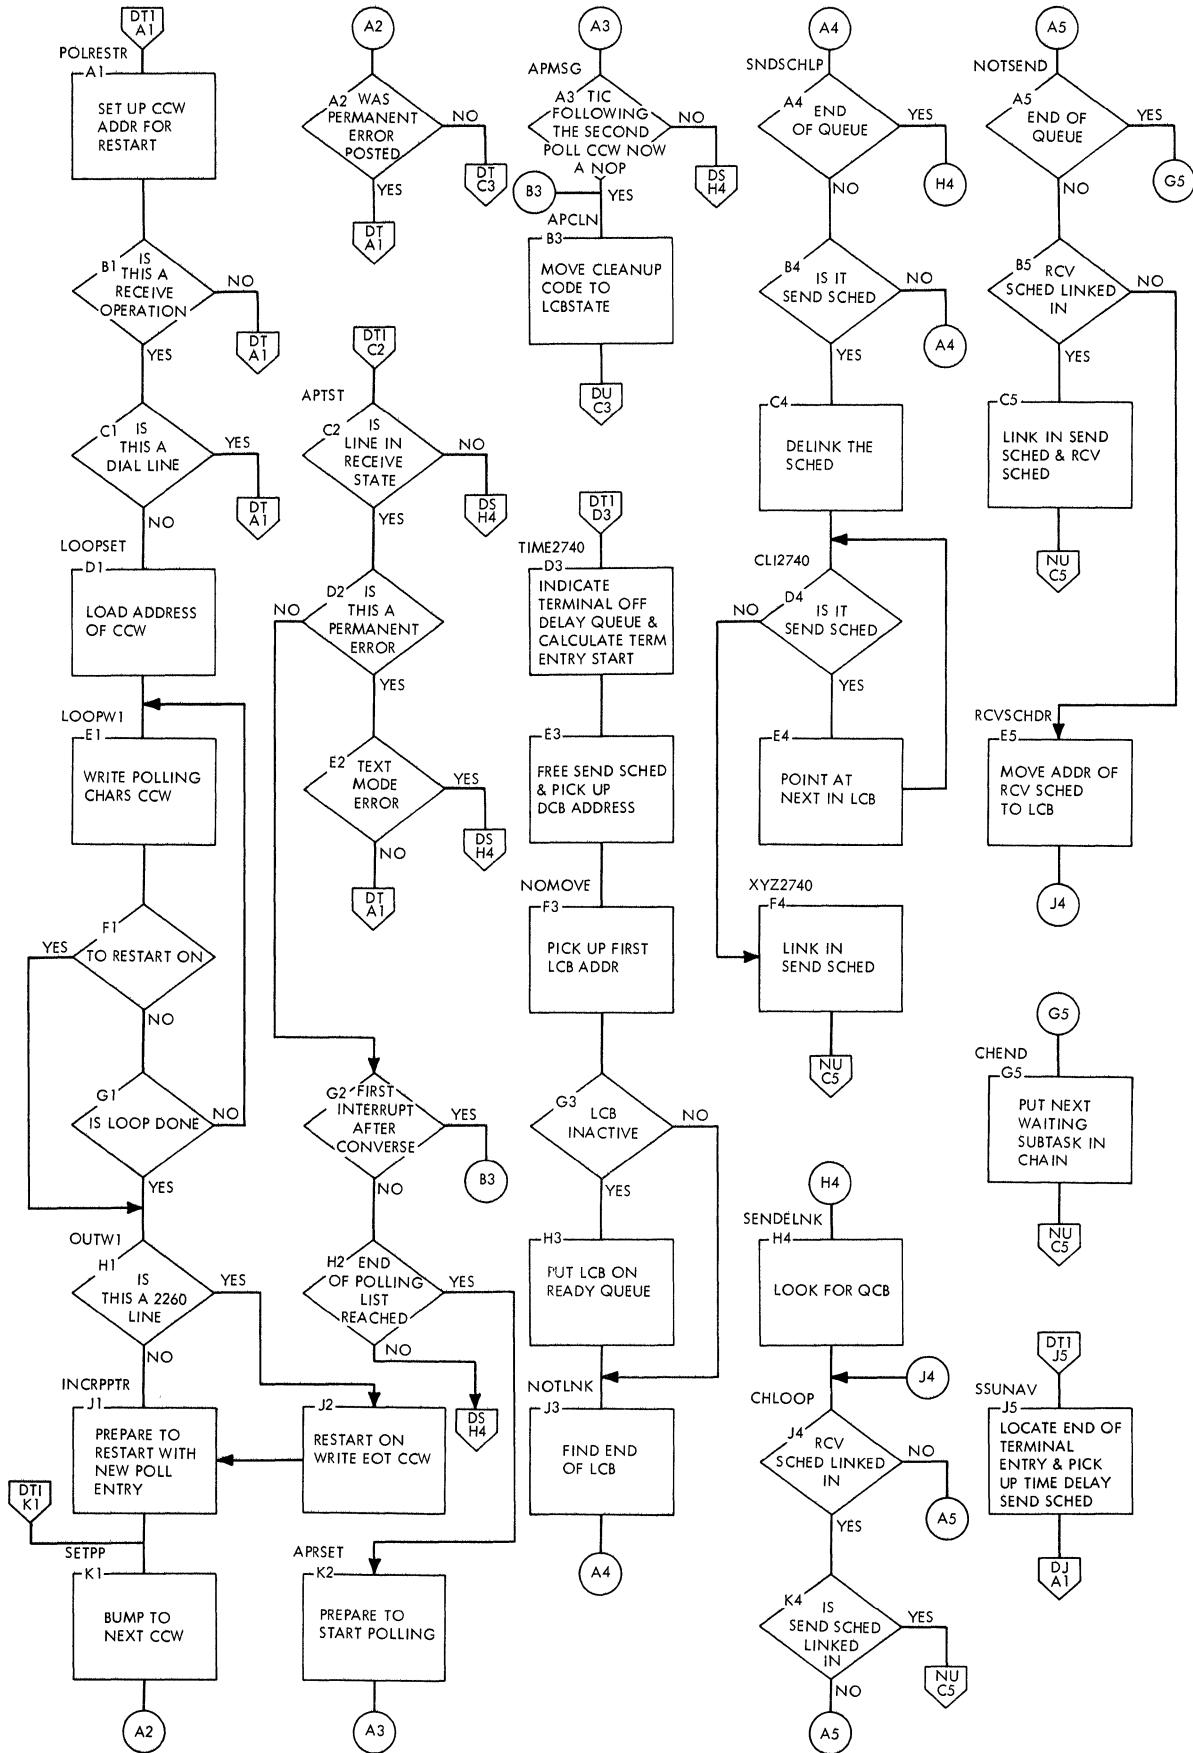 DT1
A1
POLRESTR
A1
SET UP CCW
ADDR FOR
RESTART
B1
IS
THIS A
RECEIVE
OPERATION
NO
DT
A1
YES
C1
IS
THIS A
DIAL LINE
YES
DT
A1
NO
LOOPSET
D1
LOAD ADDRESS
OF CCW
LOOPW1
E1
WRITE POLLING
CHARS CCW
F1
YES
TO RESTART ON
NO
G1
IS LOOP DONE
NO
YES
OUTW1
H1
IS
THIS A 2260
LINE
YES
NO
INCRPPTR
J1
PREPARE TO
RESTART WITH
NEW POLL
ENTRY
DT1
K1
SETPP
K1
BUMP TO
NEXT CCW
A2
A2
A2
WAS
PERMANENT
ERROR
POSTED
NO
DT
C3
YES
DT
A1
DT1
C2
APTST
C2
IS
LINE IN
RECEIVE
STATE
NO
DS
H4
YES
D2
IS
THIS A
PERMANENT
ERROR
NO
YES
E2
TEXT
MODE
ERROR
YES
DS
H4
NO
DT
A1
G2
FIRST
INTERRUPT
AFTER
CONVERSE
YES
B3
NO
H2
END
OF POLLING
LIST
REACHED
YES
NO
DS
H4
J2
RESTART ON
WRITE EOT CCW
APRSET
K2
PREPARE TO
START POLLING
A3
A3
APMSG
A3
TIC
FOLLOWING
THE SECOND
POLL CCW NOW
A NOP
NO
DS
H4
B3
YES
APCLN
B3
MOVE CLEANUP
CODE TO
LCBSTATE
DU
C3
DT1
D3
TIME2740
D3
INDICATE
TERMINAL OFF
DELAY QUEUE &
CALCULATE TERM
ENTRY START
E3
FREE SEND SCHED
& PICK UP
DCB ADDRESS
NOMOVE
F3
PICK UP FIRST
LCB ADDR
G3
LCB
INACTIVE
NO
YES
H3
PUT LCB ON
READY QUEUE
NOTLNK
J3
FIND END
OF LCB
A4
A4
SNDSCHLP
A4
END
OF QUEUE
YES
H4
NO
B4
IS IT
SEND SCHED
NO
A4
YES
C4
DELINK THE
SCHED
CLI2740
D4
IS IT
SEND SCHED
NO
YES
E4
POINT AT
NEXT IN LCB
XYZ2740
F4
LINK IN
SEND SCHED
NU
C5
H4
SENDELNK
H4
LOOK FOR QCB
J4
CHLOOP
J4
RCV
SCHED LINKED
IN
NO
A5
YES
K4
IS
SEND SCHED
LINKED
IN
YES
NU
C5
NO
A5
A5
NOTSEND
A5
END OF
QUEUE
YES
G5
NO
B5
RCV
SCHED LINKED
IN
NO
YES
C5
LINK IN SEND
SCHED & RCV
SCHED
NU
C5
RCVSCHDR
E5
MOVE ADDR OF
RCV SCHED
TO LCB
J4
G5
CHEND
G5
PUT NEXT
WAITING
SUBTASK IN
CHAIN
NU
C5
DT1
J5
SSUNAV
J5
LOCATE END OF
TERMINAL
ENTRY & PICK
UP TIME DELAY
SEND SCHED
DJ
A1